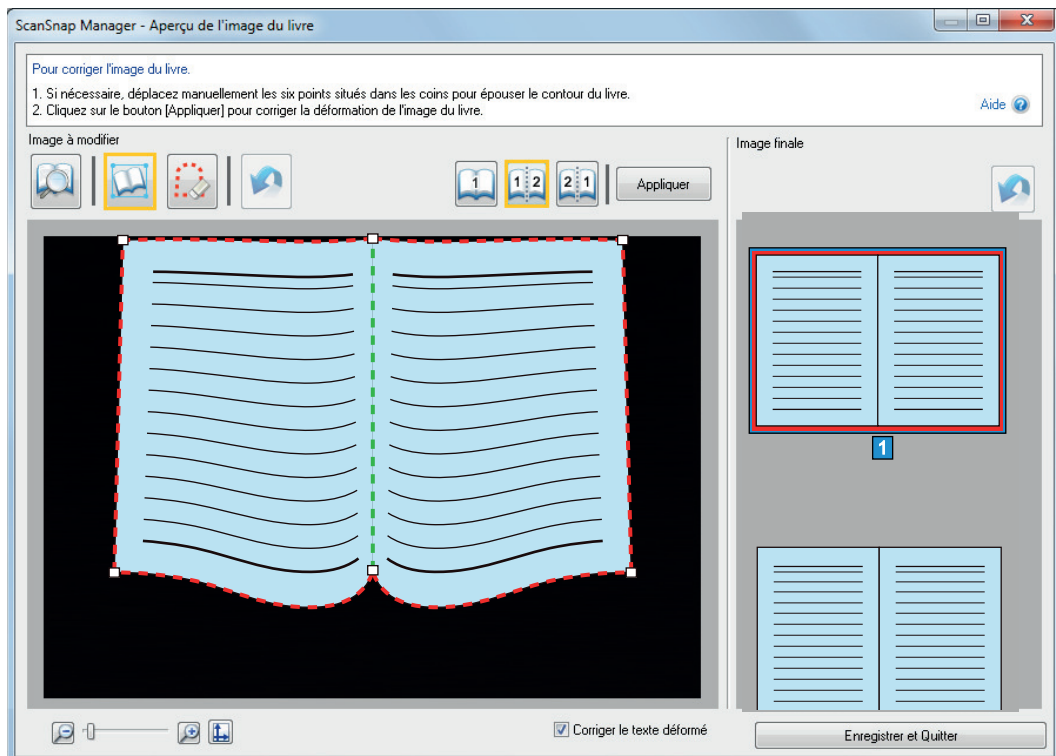 ScanSnap Manager - Aperçu de l'image du livre
Pour corriger l'image du livre.
1. Si nécessaire, déplacez manuellement les six points situés dans les coins pour épouser le contour du livre.
2. Cliquez sur le bouton [Appliquer] pour corriger la déformation de l'image du livre.
Aide
Image à modifier
Image finale
1
1 2
2 1
Appliquer
1
Corriger le texte déformé
Enregistrer et Quitter